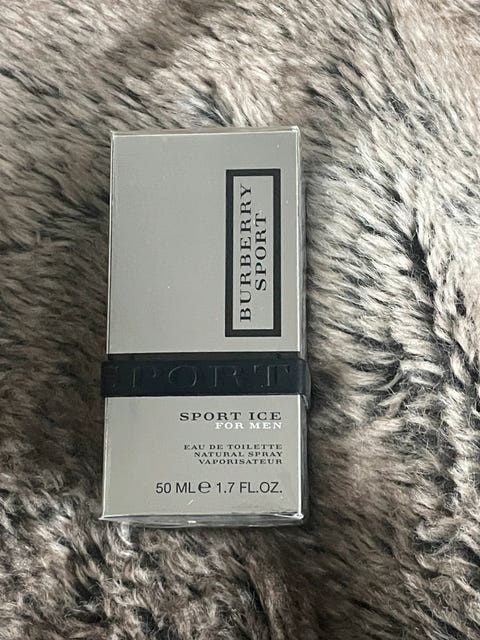 BURBERRY
SPORT
SPORT
SPORT ICE
FOR MEN
EAU DE TOILETTE
NATURAL SPRAY
VAPORISATEUR
50 ML ℮ 1.7 FL.OZ.